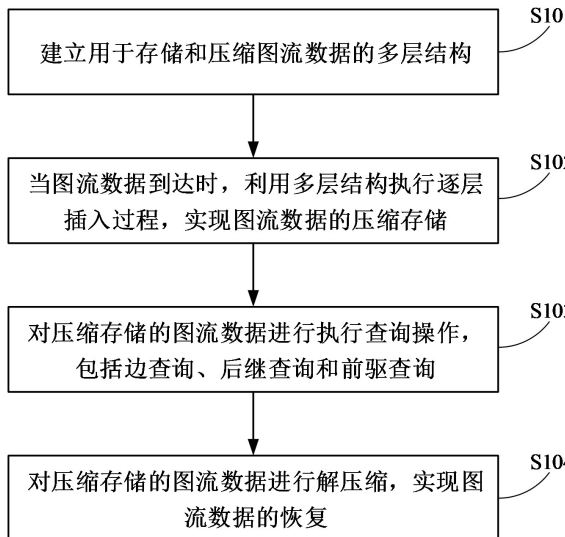 S10
建立用于存储和压缩图流数据的多层结构
S102
当图流数据到达时，利用多层结构执行逐层
插入过程，实现图流数据的压缩存储
S103
对压缩存储的图流数据进行执行查询操作，
包括边查询、后继查询和前驱查询
S104
对压缩存储的图流数据进行解压缩，实现图
流数据的恢复